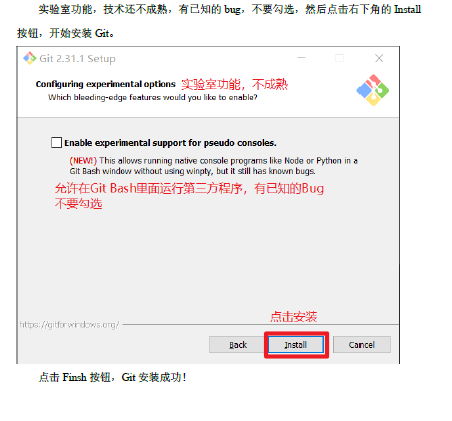 实验室功能，技术还不成熟，有已知的 bug，不要勾选，然后点击右下角的 Install
按钮，开始安装 Git。
Git 2.31.1 Setup
Configuring experimental options 实验室功能，不成熟
Which bleeding-edge features would you like to enable?
Enable experimental support for pseudo consoles.
(NEW!) This allows running native console programs like Node or Python in a
Git Bash window without using winpty, but it still has known bugs.
允许在Git Bash里面运行第三方程序，有已知的Bug
不要勾选
点击安装
https://gitforwindows.org/
Back Install Cancel
点击 Finsh 按钮，Git 安装成功！